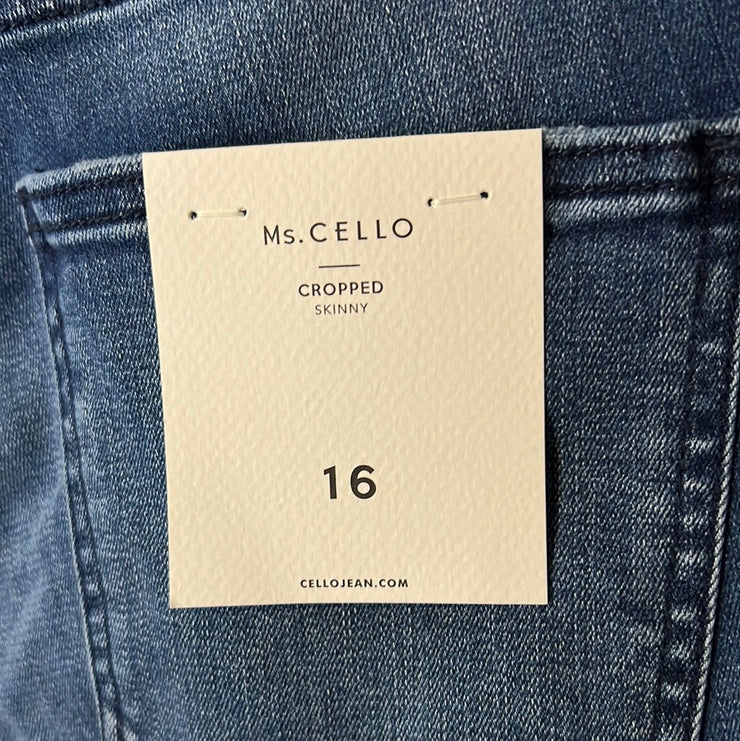 Ms. CELLO
CROPPED
SKINNY
16
CELLOJEAN.COM